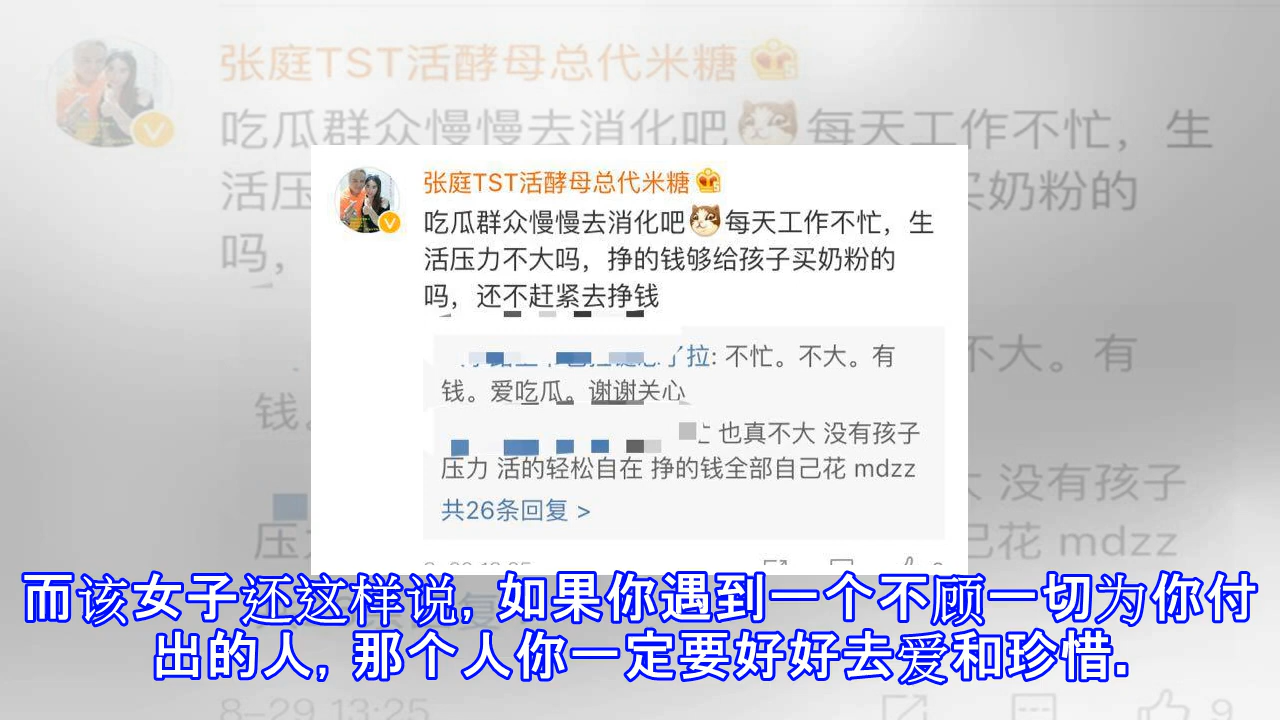 张庭TST活酵母总代米糖
吃瓜群众慢慢去消化吧 每天工作不忙，生
活压力不大吗，挣的钱够给孩子买奶粉的
吗，还不赶紧去挣钱
了拉: 不忙。不大。有
钱。爱吃瓜。谢谢关心
也真不大 没有孩子
压力 活的轻松自在 挣的钱全部自己花 mdzz
共26条回复 >
而该女子还这样说, 如果你遇到一个不顾一切为你付
出的人, 那个人你一定要好好去爱和珍惜.
8-29 13:25
9